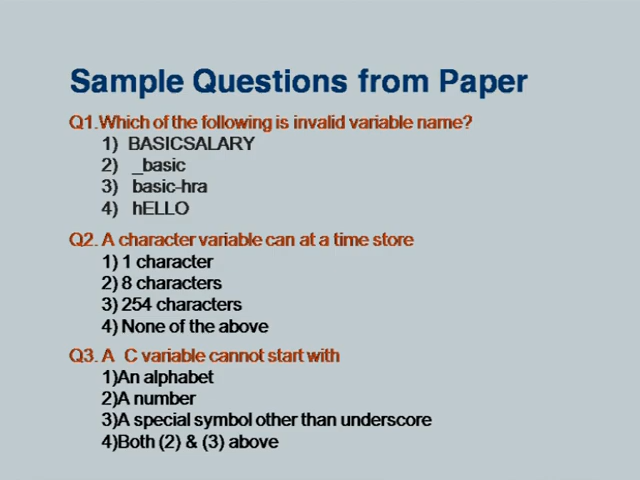 Sample Questions from Paper
Q1.Which of the following is invalid variable name?
1) BASICSALARY
2) _basic
3) basic-hra
4) hELLO
Q2. A character variable can at a time store
1) 1 character
2) 8 characters
3) 254 characters
4) None of the above
Q3. A C variable cannot start with
1)An alphabet
2)A number
3)A special symbol other than underscore
4)Both (2) & (3) above